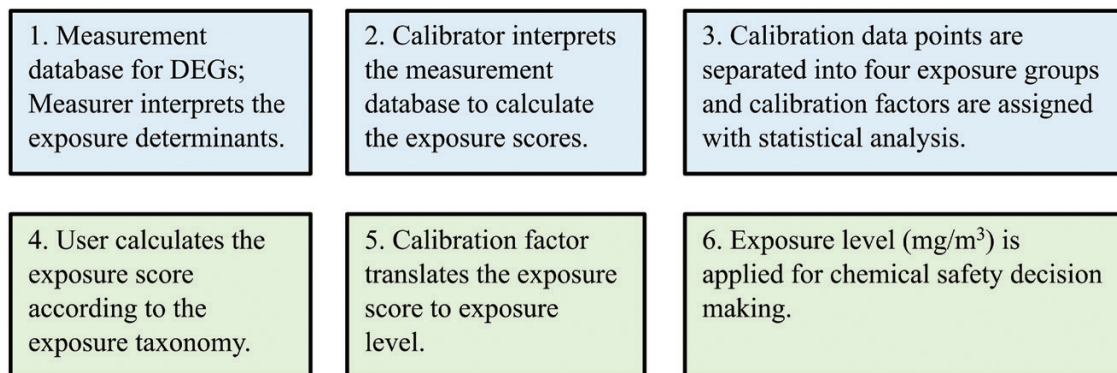 1. Measurement
database for DEGs;
Measurer interprets the
exposure determinants.
2. Calibrator interprets
the measurement
database to calculate
the exposure scores.
3. Calibration data points are
separated into four exposure groups
and calibration factors are assigned
with statistical analysis.
4. User calculates the
exposure score
according to the
exposure taxonomy.
5. Calibration factor
translates the exposure
score to exposure
level.
6. Exposure level (mg/m³) is
applied for chemical safety decision
making.